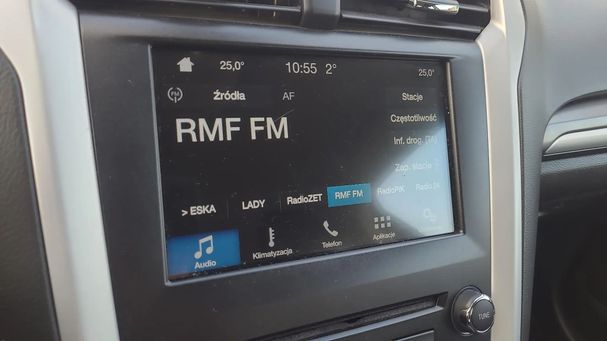 25,0° 10:55 2° 25,0°
FM Źródła AF Stacje
RMF FM
Częstotliwość
Inf. drog. (TA)
Zap. stacje
> ESKA LADY RadioZET RMF FM RadioPiK
Audio Klimatyzacja Telefon Aplikacje
TUNE